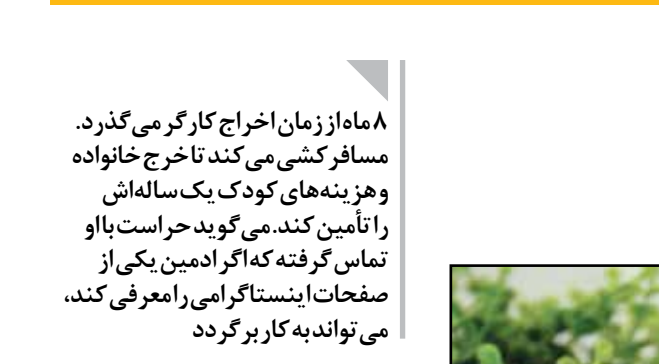 ۸ ماه از زمان اخراج کارگر می‌گذرد.
مسافرکشی می‌کند تا خرج خانواده
و هزینه‌های کودک یک‌ساله‌اش
را تأمین کند. می‌گوید حراست با او
تماس گرفته که اگر ادمین یکی از
صفحات اینستاگرامی را معرفی کند،
می‌تواند به کار برگردد